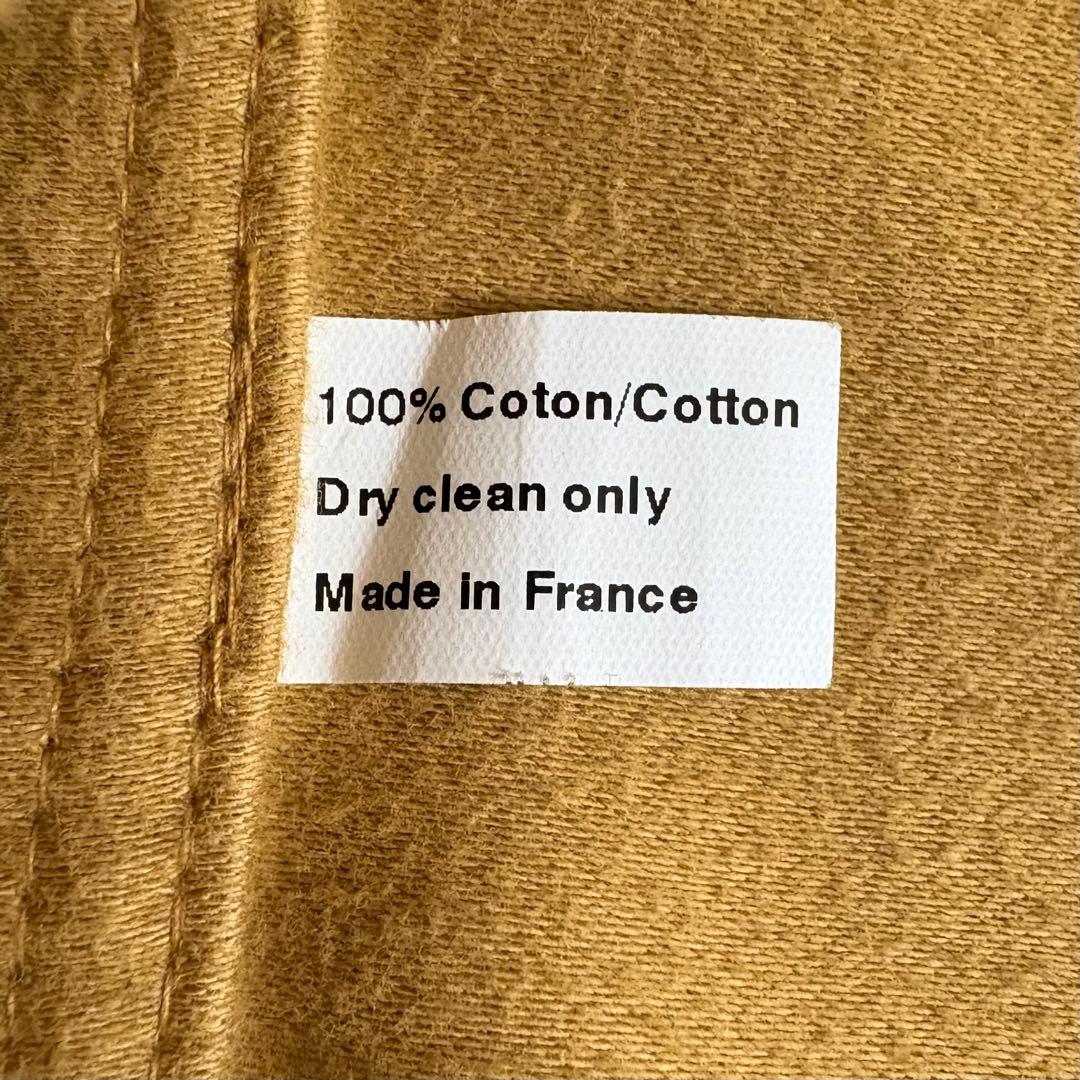 100% Coton/Cotton
Dry clean only
Made in France